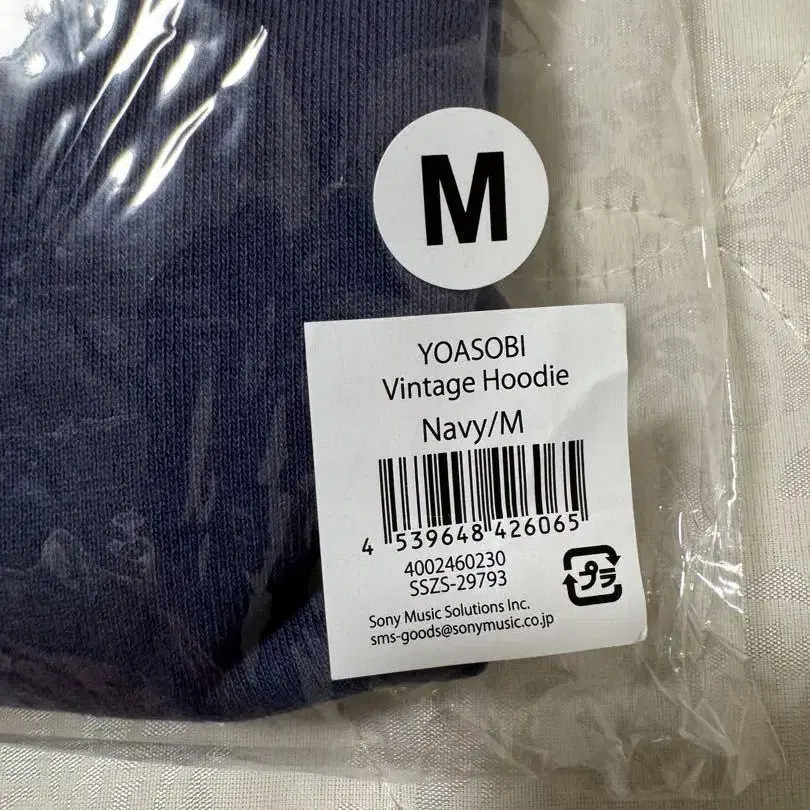 M
YOASOBI
Vintage Hoodie
Navy/M
4 539648 426065
4002460230
SSZS-29793
プラ
Sony Music Solutions Inc.
sms-goods@sonymusic.co.jp